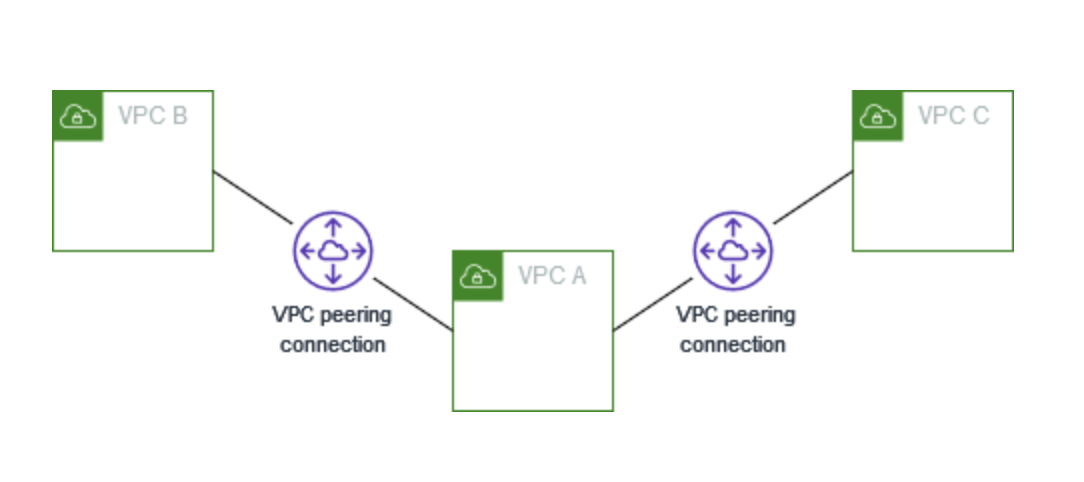 VPC B
VPC C
VPC A
VPC peering
connection
VPC peering
connection